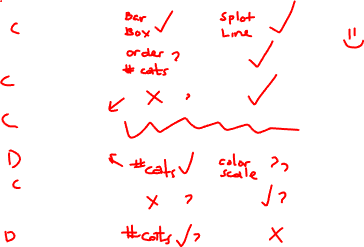 Bar splot
C Box ✓ Line ✓
order ?
# cats ✓
C x ? ✓
C
D #cats ✓ color scale ??
C x ? ✓?
D #cats ✓? x